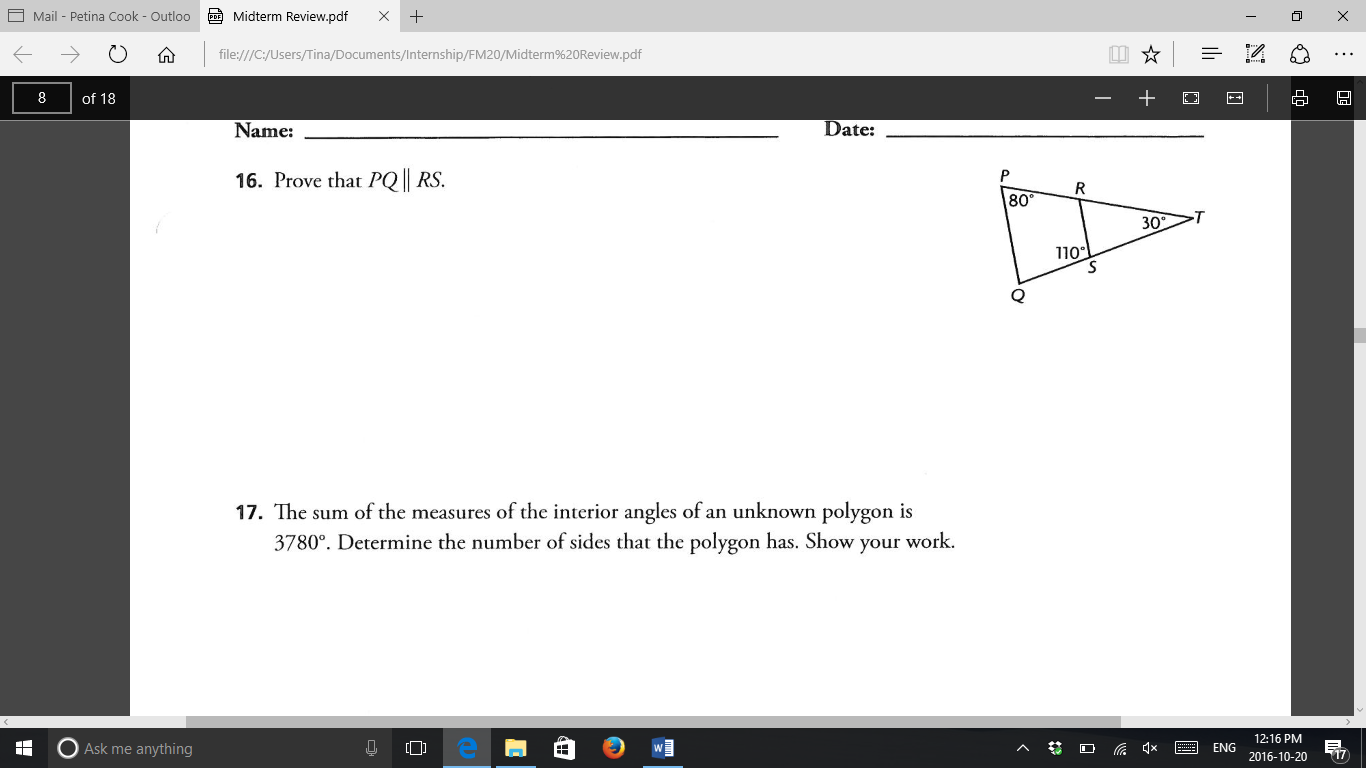 Mail - Petina Cook - Outloo
Midterm Review.pdf
file:///C:/Users/Tina/Documents/Internship/FM20/Midterm%20Review.pdf
8 of 18
Name: Date:
16. Prove that PQ || RS.
P
R
80°
T
30°
110°
S
Q
17. The sum of the measures of the interior angles of an unknown polygon is
3780°. Determine the number of sides that the polygon has. Show your work.
Ask me anything
ENG
12:16 PM
2016-10-20
17